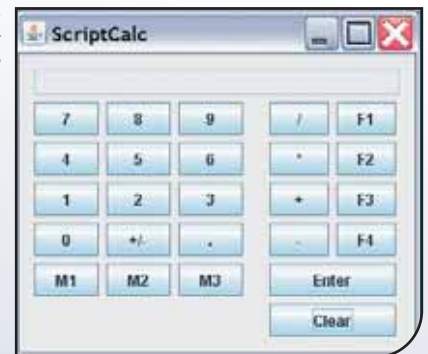 ScriptCalc
7 8 9 / F1
4 5 6 * F2
1 2 3 + F3
0 +/- . - F4
M1 M2 M3 Enter
Clear